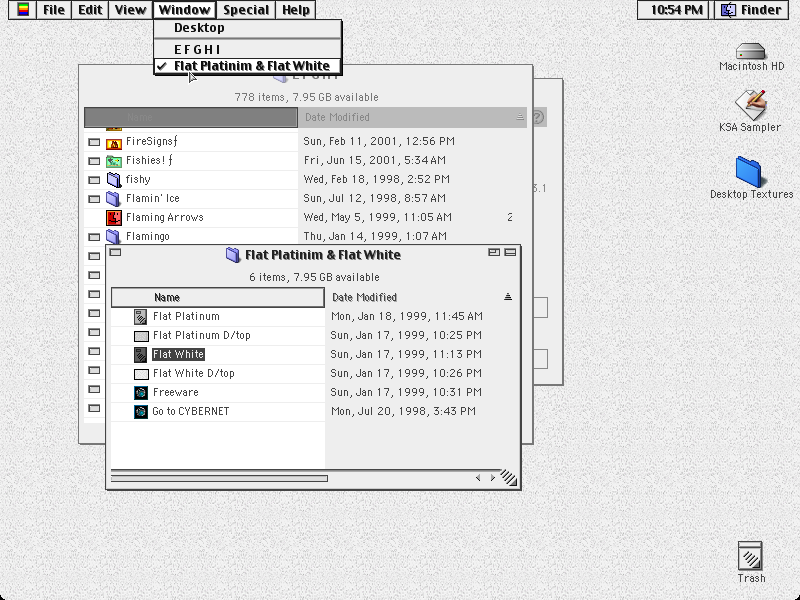 File Edit View Window Special Help 10:54 PM Finder
Desktop
E F G H I
✓ Flat Platinim & Flat White
Macintosh HD
KSA Sampler
Desktop Textures
Trash
778 items, 7.95 GB available
Name Date Modified
FireSigns ƒ Sun, Feb 11, 2001, 12:56 PM
Fishies! ƒ Fri, Jun 15, 2001, 5:34 AM
fishy Wed, Feb 18, 1998, 2:52 PM
Flamin' Ice Sun, Jul 12, 1998, 8:57 AM
Flaming Arrows Wed, May 5, 1999, 11:05 AM 2
Flamingo Thu, Jan 14, 1999, 1:07 AM
3.1
Flat Platinim & Flat White
6 items, 7.95 GB available
Name Date Modified
Flat Platinum Mon, Jan 18, 1999, 11:45 AM
Flat Platinum D/top Sun, Jan 17, 1999, 10:25 PM
Flat White Sun, Jan 17, 1999, 11:13 PM
Flat White D/top Sun, Jan 17, 1999, 10:26 PM
Freeware Sun, Jan 17, 1999, 10:31 PM
Go to CYBERNET Mon, Jul 20, 1998, 3:43 PM